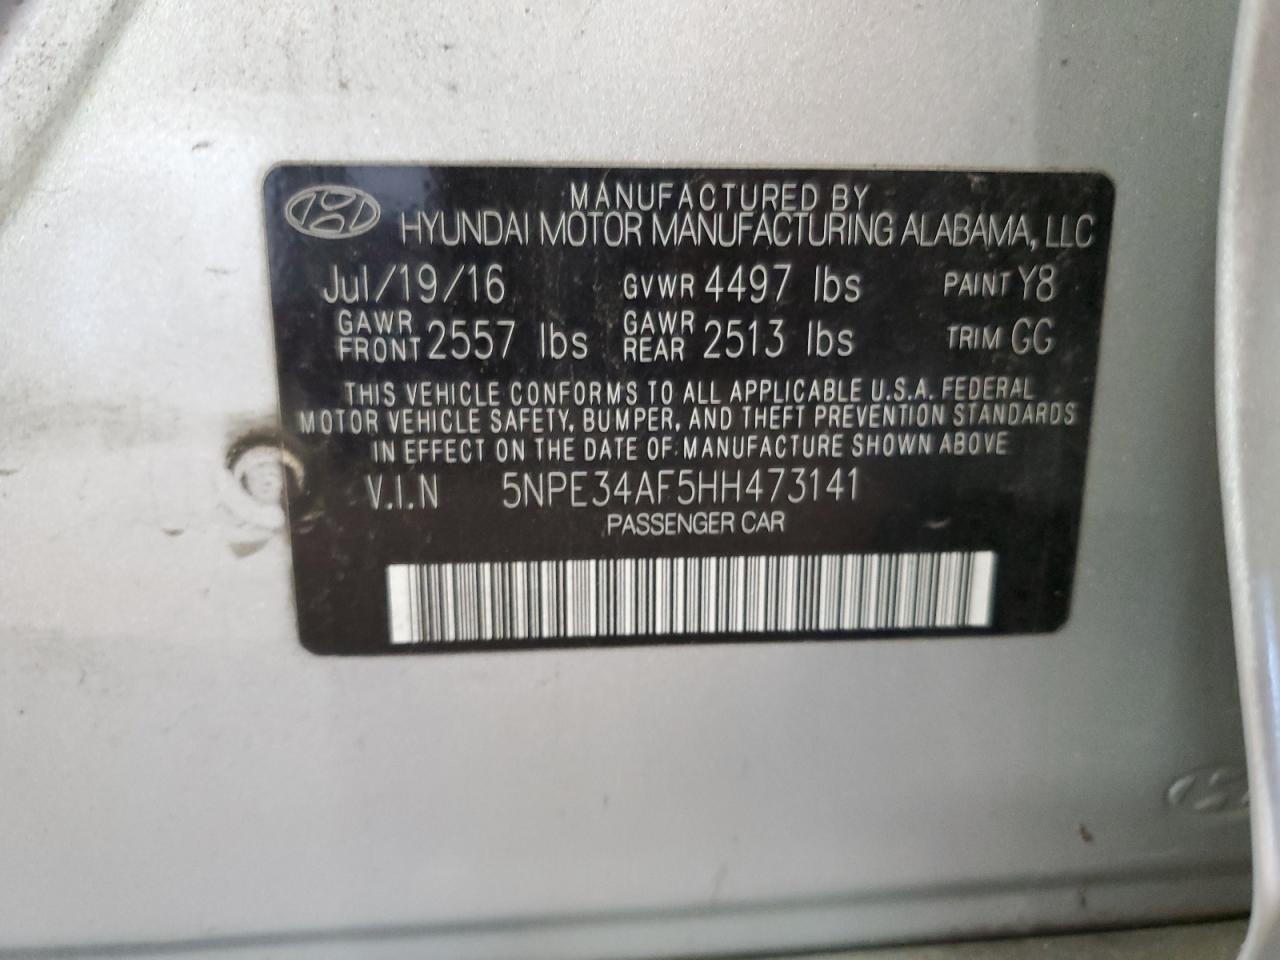 MANUFACTURED BY
HYUNDAI MOTOR MANUFACTURING ALABAMA, LLC
Jul/19/16 GVWR 4497 lbs PAINT Y8
GAWR FRONT 2557 lbs GAWR REAR 2513 lbs TRIM GG
THIS VEHICLE CONFORMS TO ALL APPLICABLE U.S.A. FEDERAL
MOTOR VEHICLE SAFETY, BUMPER, AND THEFT PREVENTION STANDARDS
IN EFFECT ON THE DATE OF MANUFACTURE SHOWN ABOVE
V.I.N 5NPE34AF5HH473141
PASSENGER CAR